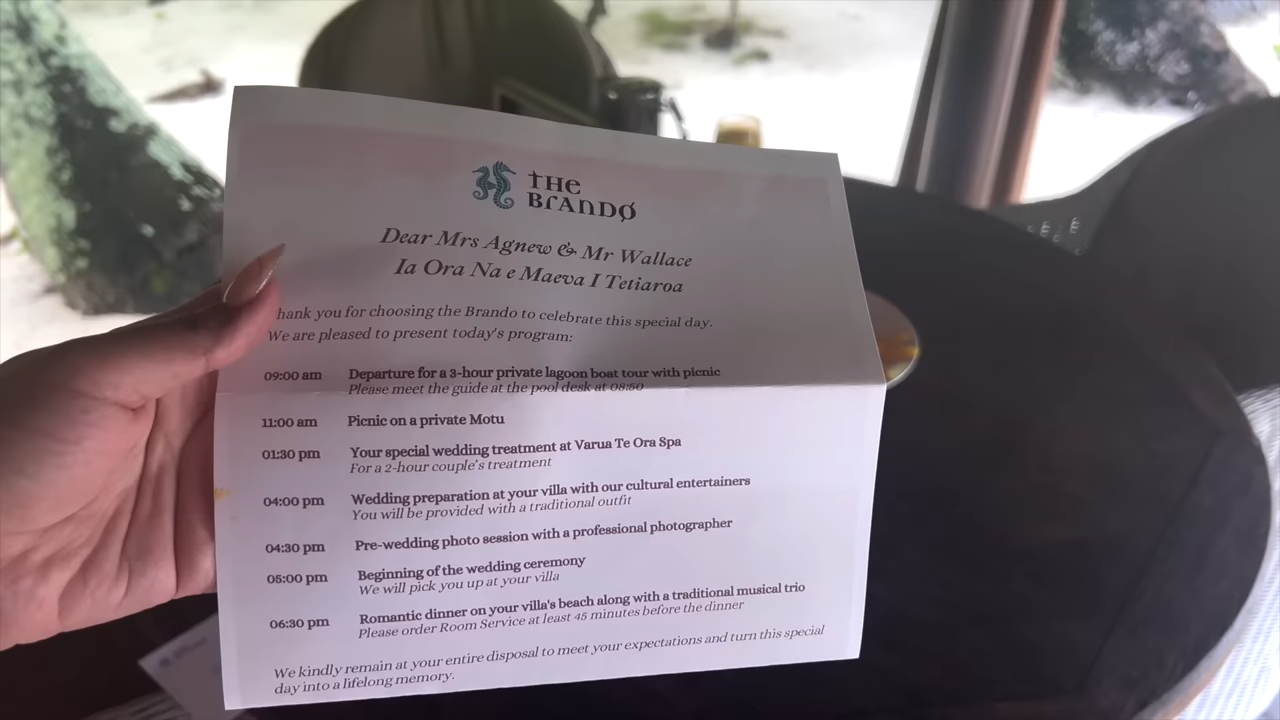 THE
BRANDO
Dear Mrs Agnew & Mr Wallace
Ia Ora Na e Maeva I Tetiaroa
hank you for choosing the Brando to celebrate this special day.
We are pleased to present today's program:
09:00 am Departure for a 3-hour private lagoon boat tour with picnic
Please meet the guide at the pool desk at 08:50
11:00 am Picnic on a private Motu
01:30 pm Your special wedding treatment at Varua Te Ora Spa
For a 2-hour couple's treatment
04:00 pm Wedding preparation at your villa with our cultural entertainers
You will be provided with a traditional outfit
04:30 pm Pre-wedding photo session with a professional photographer
05:00 pm Beginning of the wedding ceremony
We will pick you up at your villa
06:30 pm Romantic dinner on your villa's beach along with a traditional musical trio
Please order Room Service at least 45 minutes before the dinner
We kindly remain at your entire disposal to meet your expectations and turn this special
day into a lifelong memory.